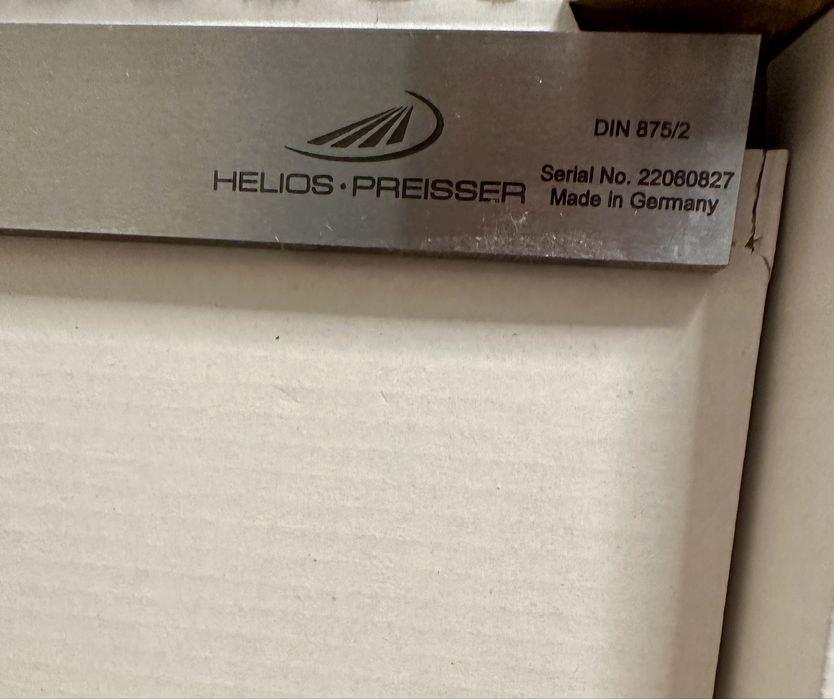 HELIOS·PREISSER
DIN 875/2
Serial No. 22060827
Made in Germany